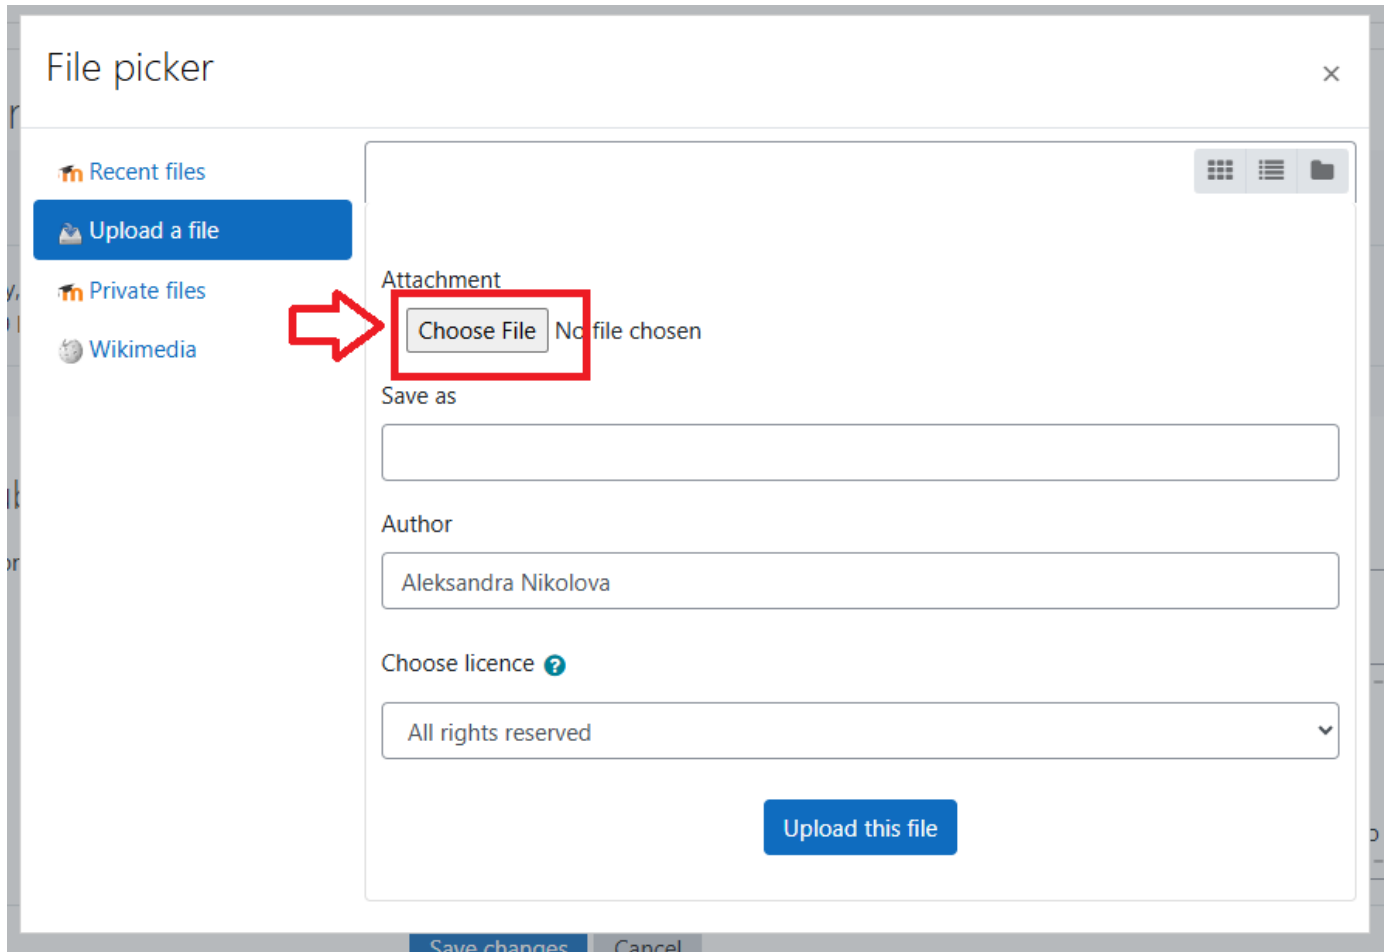 File picker
×
Recent files
Upload a file
Private files
Wikimedia
Attachment
Choose File No file chosen
Save as
Author
Aleksandra Nikolova
Choose licence ?
All rights reserved
Upload this file
Save changes Cancel